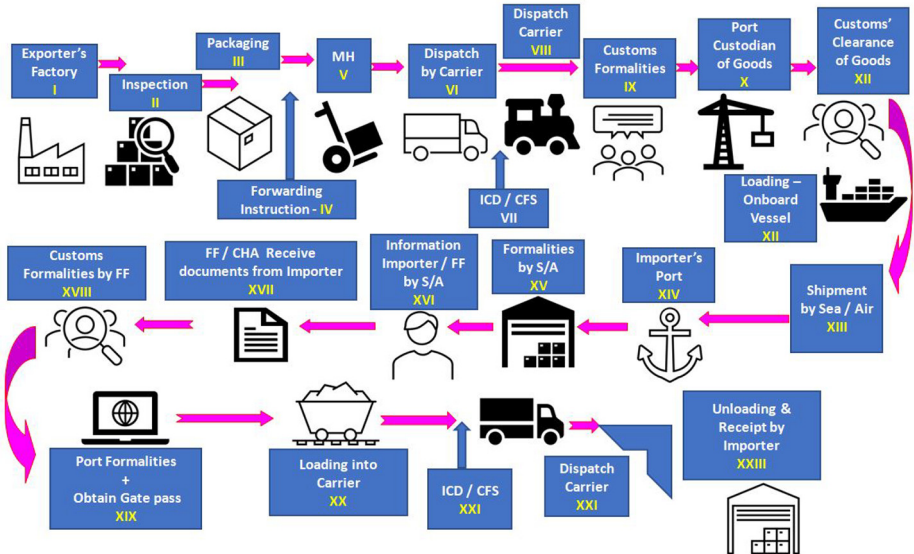 Exporter's
Factory
I
Inspection
II
Packaging
III
Forwarding
Instruction - IV
MH
V
Dispatch
by Carrier
VI
ICD / CFS
VII
Dispatch
Carrier
VIII
Customs
Formalities
IX
Port
Custodian
of Goods
X
Customs'
Clearance
of Goods
XII
Loading –
Onboard
Vessel
XII
Shipment
by Sea / Air
XIII
Importer's
Port
XIV
Formalities
by S/A
XV
Information
Importer / FF
by S/A
XVI
FF / CHA Receive
documents from Importer
XVII
Customs
Formalities by FF
XVIII
Port Formalities
+
Obtain Gate pass
XIX
Loading into
Carrier
XX
ICD / CFS
XXI
Dispatch
Carrier
XXI
Unloading &
Receipt by
Importer
XXIII